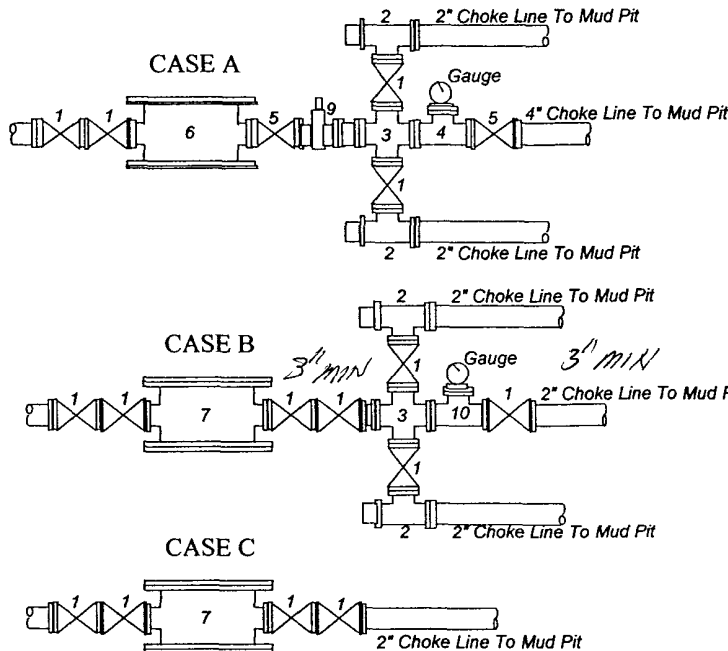 2 2" Choke Line To Mud Pit
CASE A
Gauge
1
1 1 6 5 9 3 4 5 4" Choke Line To Mud Pit
1
2 2" Choke Line To Mud Pit
2 2" Choke Line To Mud Pit
CASE B
3" MIN Gauge 3" MIN
1
1 1 7 1 1 3 10 1 2" Choke Line To Mud P
1
2 2" Choke Line To Mud Pit
CASE C
1 1 7 1 1
2" Choke Line To Mud Pit